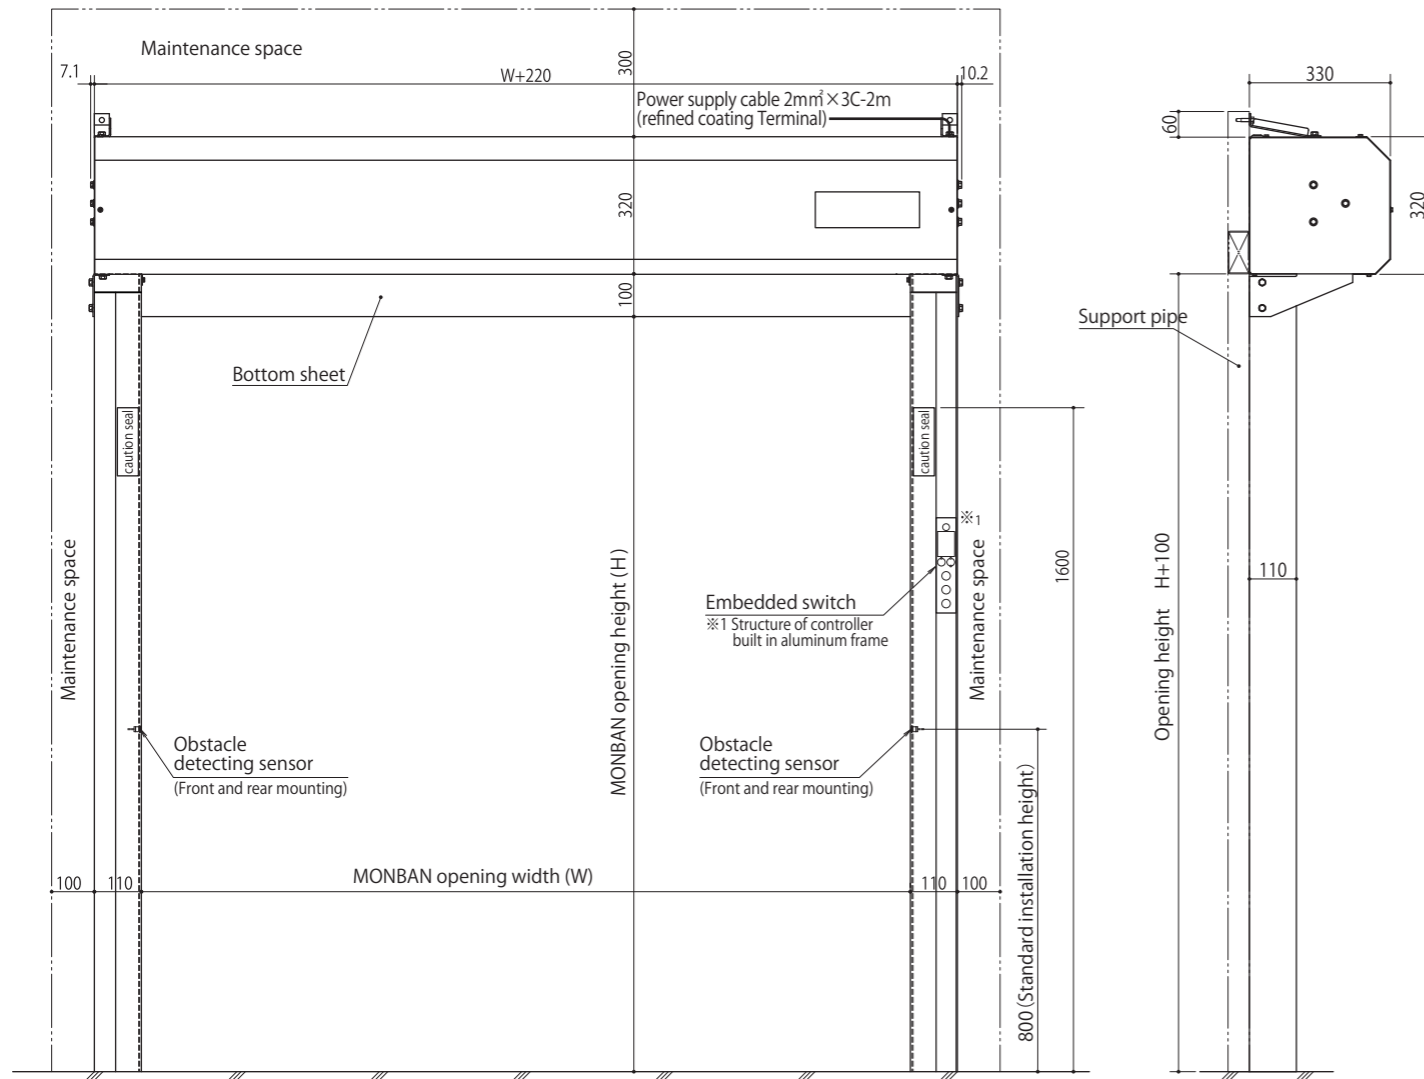 Maintenance space
7.1
W+220
300
10.2
330
Power supply cable 2mm²×3C-2m
(refined coating Terminal)
60
320
320
100
Support pipe
Bottom sheet
caution seal
caution seal
※1
Maintenance space
MONBAN opening height (H)
Embedded switch
※1 Structure of controller
built in aluminum frame
Maintenance space
1600
Opening height H+100
110
Obstacle
detecting sensor
(Front and rear mounting)
Obstacle
detecting sensor
(Front and rear mounting)
800 (Standard installation height)
100
110
MONBAN opening width (W)
110
100